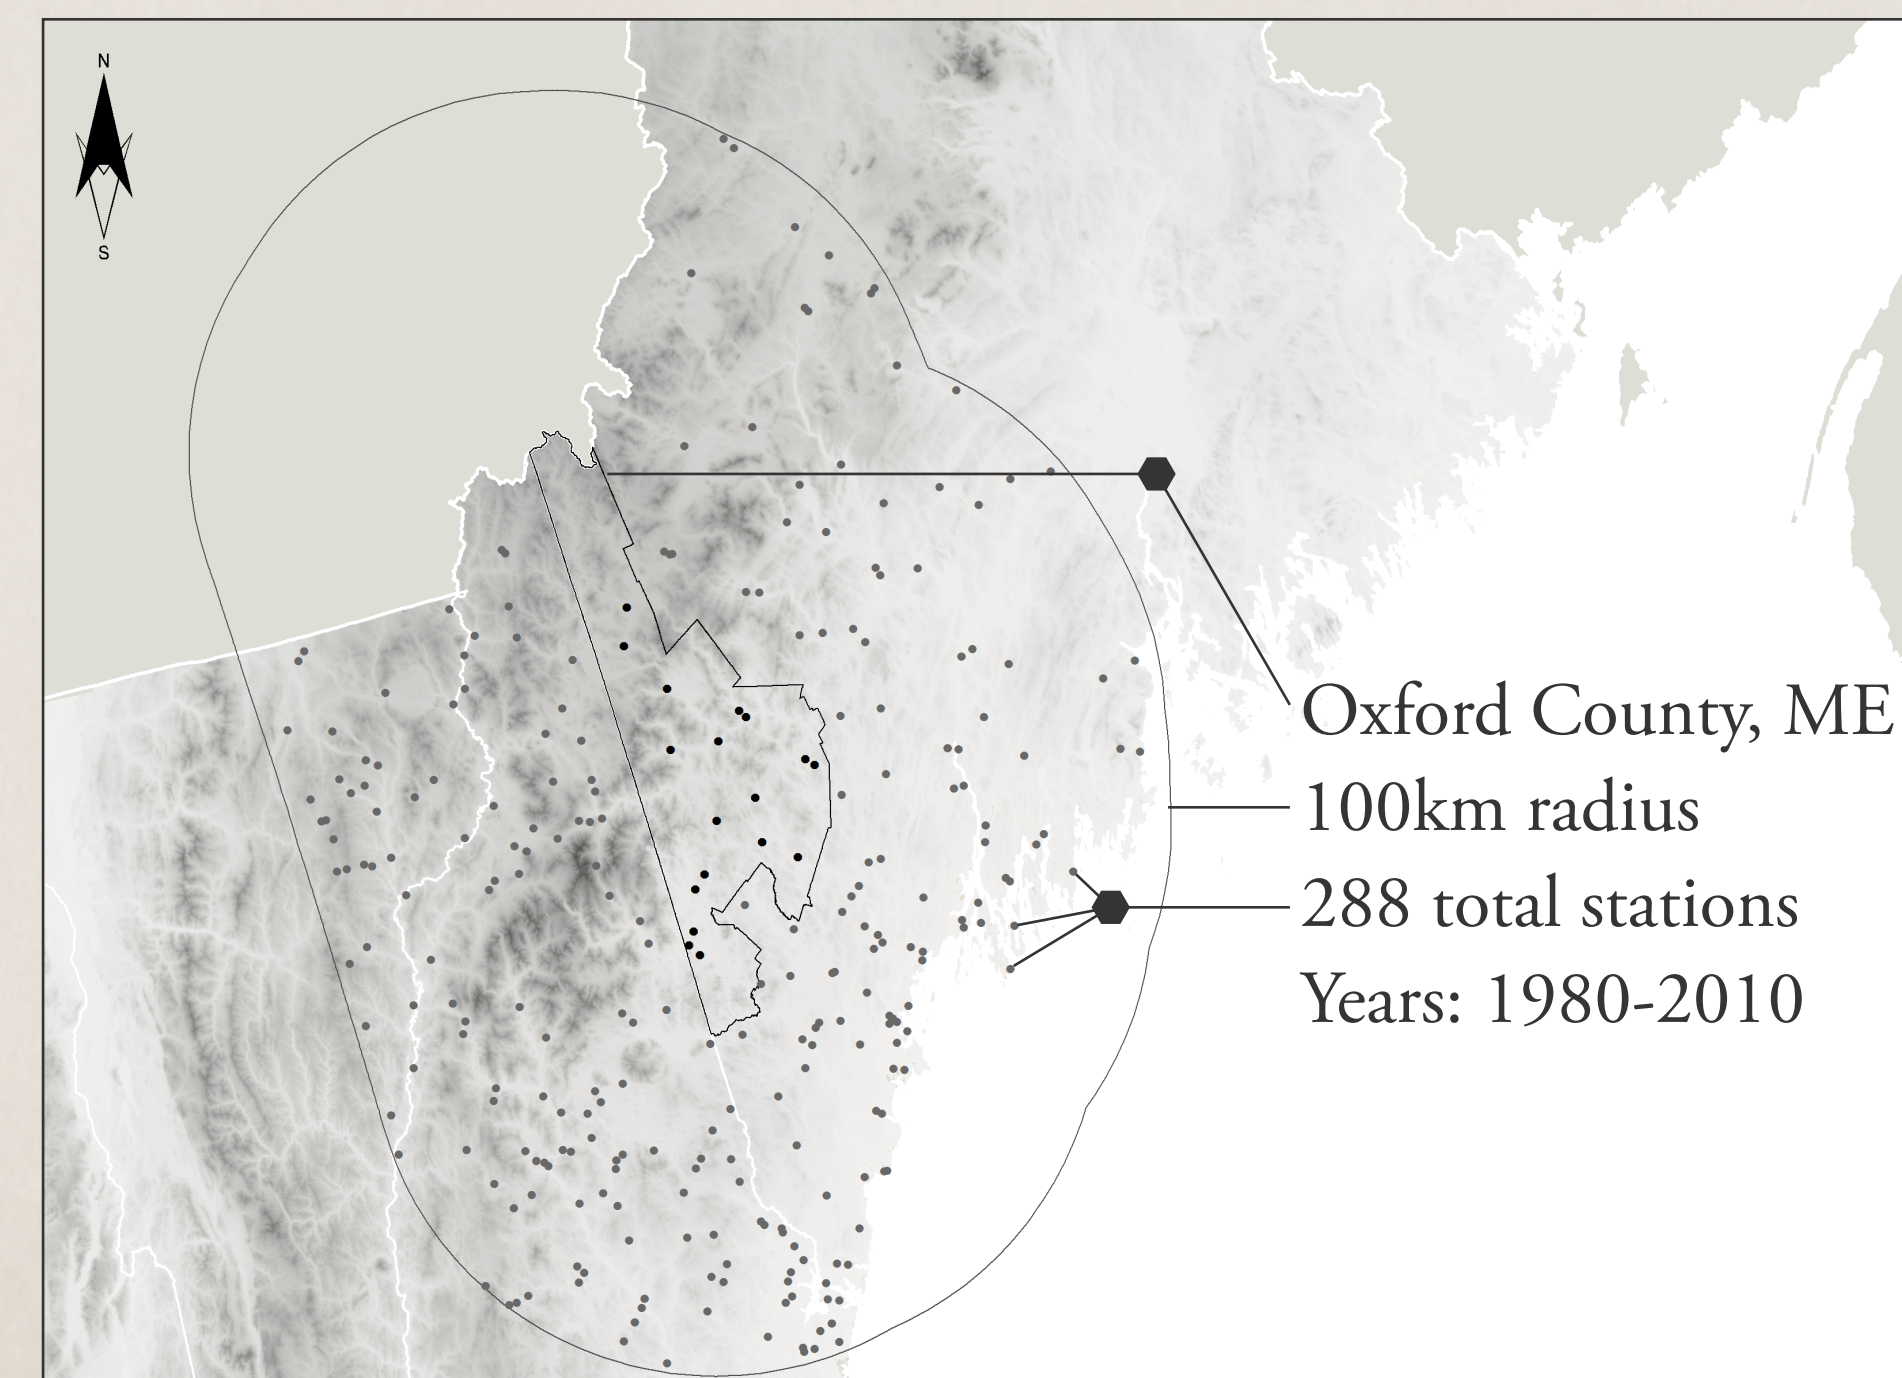 N
S
Oxford County, ME
100km radius
288 total stations
Years: 1980-2010